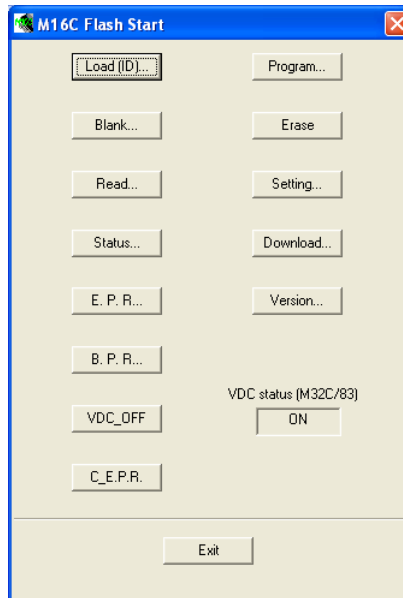 M16C Flash Start
Load (ID)...
Program...
Blank...
Erase
Read...
Setting...
Status...
Download...
E. P. R...
Version...
B. P. R...
VDC status (M32C/83)
VDC_OFF
ON
C_E.P.R.
Exit